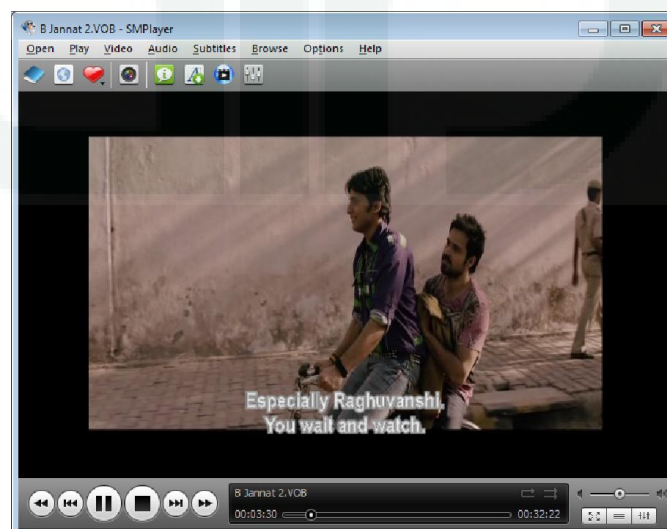 B Jannat 2.VOB - SMPlayer
Open Play Video Audio Subtitles Browse Options Help
Especially Raghuvanshi,
You wait and watch.
B Jannat 2.VOB
00:03:30 00:32:22